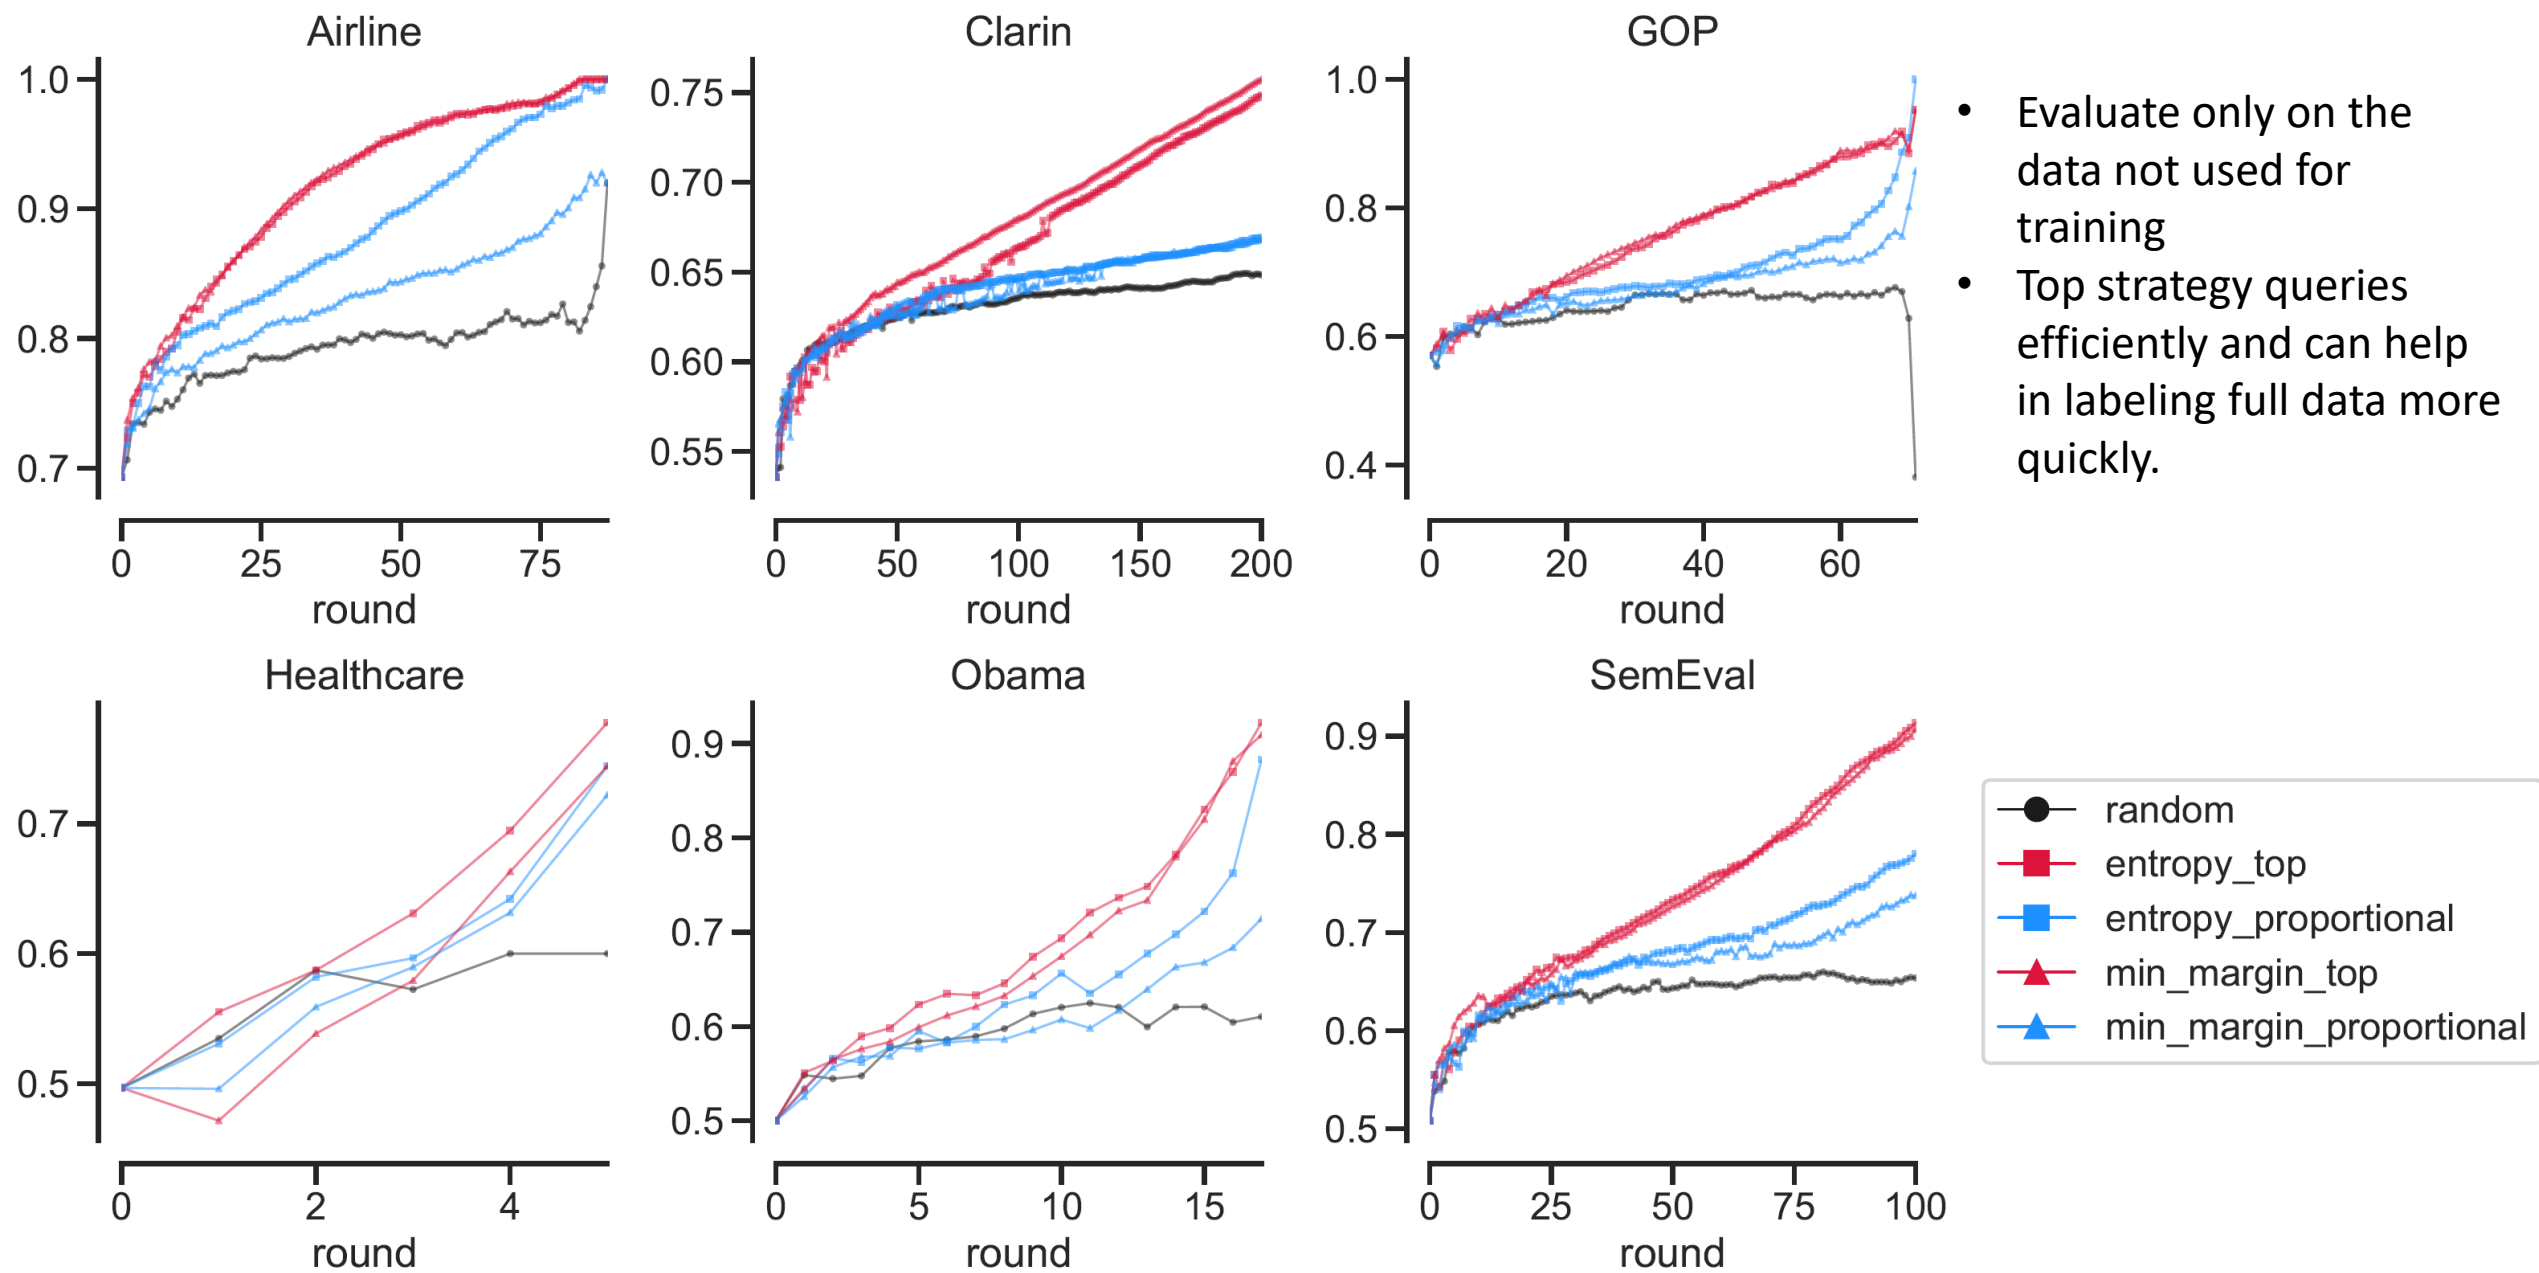 Airline
1.0
0.9
0.8
0.7
0 25 50 75
round
Clarin
0.75
0.70
0.65
0.60
0.55
0 50 100 150 200
round
GOP
1.0
0.8
0.6
0.4
0 20 40 60
round
• Evaluate only on the
data not used for
training
• Top strategy queries
efficiently and can help
in labeling full data more
quickly.
Healthcare
0.7
0.6
0.5
0 2 4
round
Obama
0.9
0.8
0.7
0.6
0.5
0 5 10 15
round
SemEval
0.9
0.8
0.7
0.6
0.5
0 25 50 75 100
round
random
entropy_top
entropy_proportional
min_margin_top
min_margin_proportional